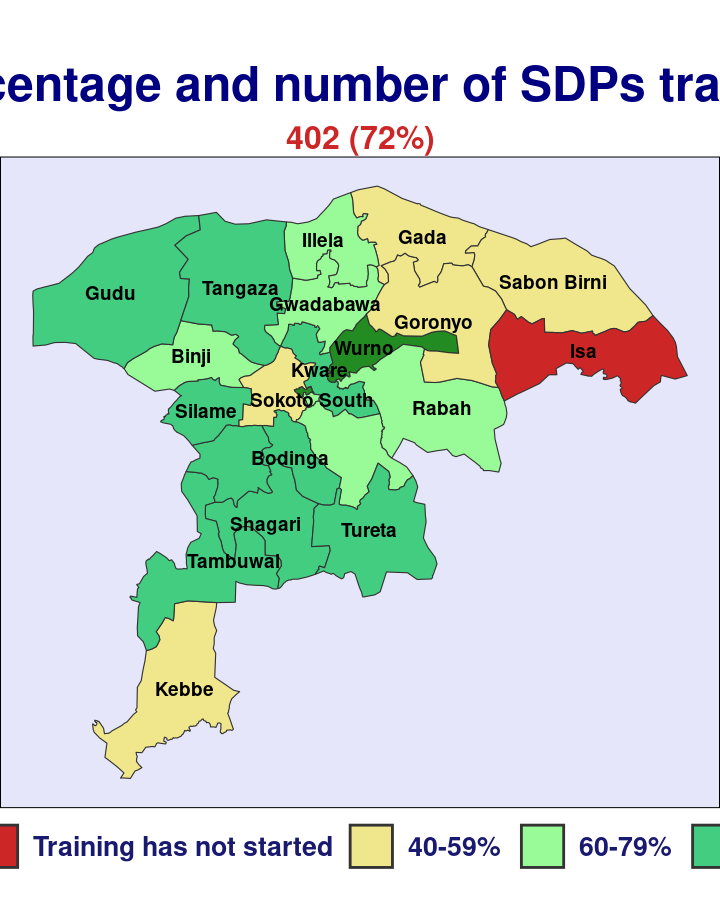 centage and number of SDPs tra
402 (72%)
Illela
Gada
Sabon Birni
Gudu
Tangaza
Gwadabawa
Goronyo
Wurno
Isa
Binji
Kware
Sokoto South
Silame
Rabah
Bodinga
Shagari
Tureta
Tambuwal
Kebbe
Training has not started
40-59%
60-79%